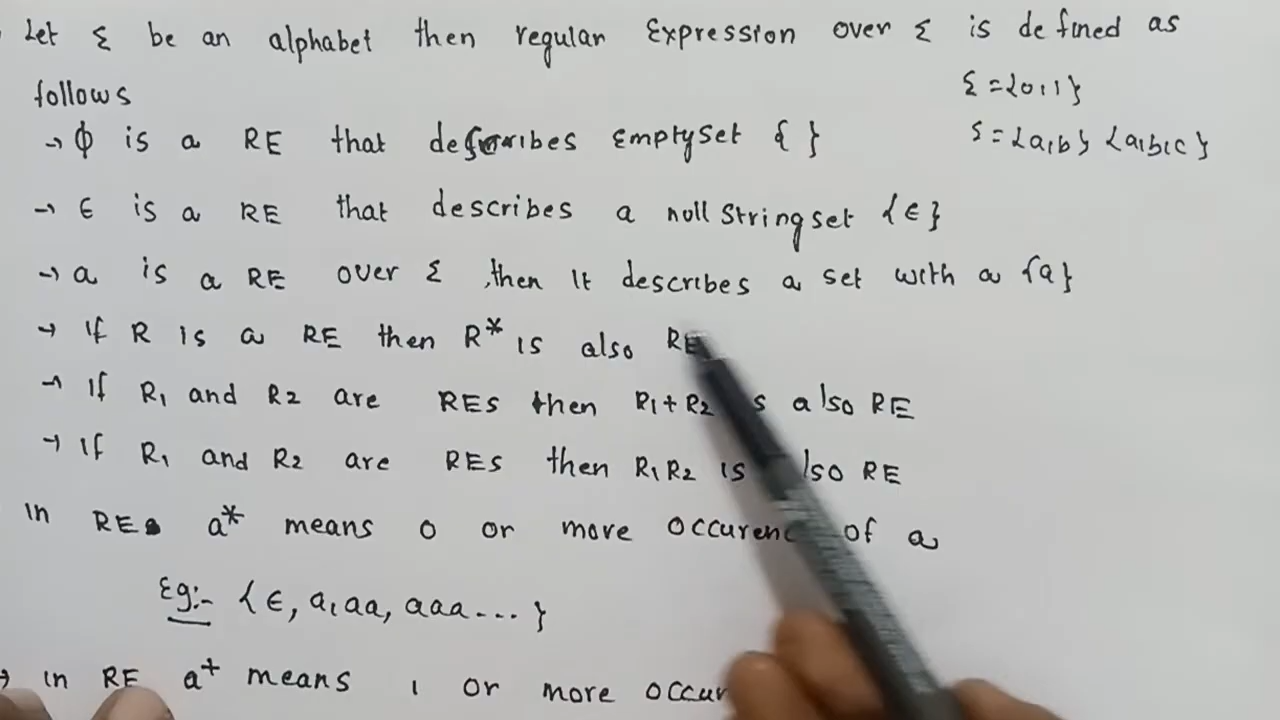 Let Σ be an alphabet then regular Expression over Σ is defined as
follows
Σ = {0,1}
→ ϕ is a RE that describes Emptyset { }
Σ = {a,b} {a,b,c}
→ ϵ is a RE that describes a null string set {ϵ}
→ a is a RE over Σ, then It describes a set with a {a}
→ If R is a RE then R* is also RE
→ If R1 and R2 are REs then R1+R2 is also RE
→ If R1 and R2 are REs then R1R2 is also RE
In RE a* means 0 or more occurenc of a
Eg:- {ϵ, a, aa, aaa... }
→ in RE a+ means 1 or more occur